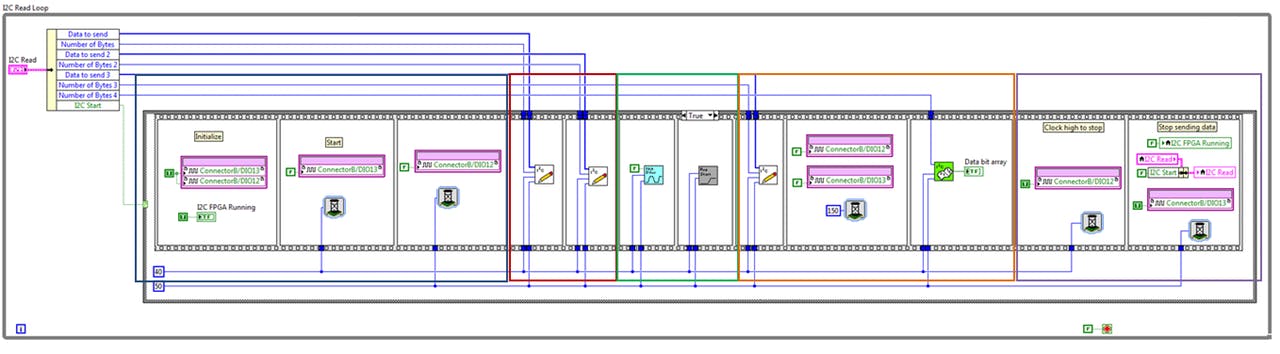 I2C Read Loop
I2C Read
Data to send
Number of Bytes
Data to send 2
Number of Bytes 2
Data to send 3
Number of Bytes 3
Number of Bytes 4
I2C Start
True
Initialize
ConnectorB/DIO13
ConnectorB/DIO12
I2C FPGA Running
TF
Start
ConnectorB/DIO13
ConnectorB/DIO12
ConnectorB/DIO12
ConnectorB/DIO13
150
Data bit array
TF
Clock high to stop
ConnectorB/DIO12
Stop sending data
I2C FPGA Running
I2C Read
I2C Start
I2C Read
ConnectorB/DIO13
40
50
i
F